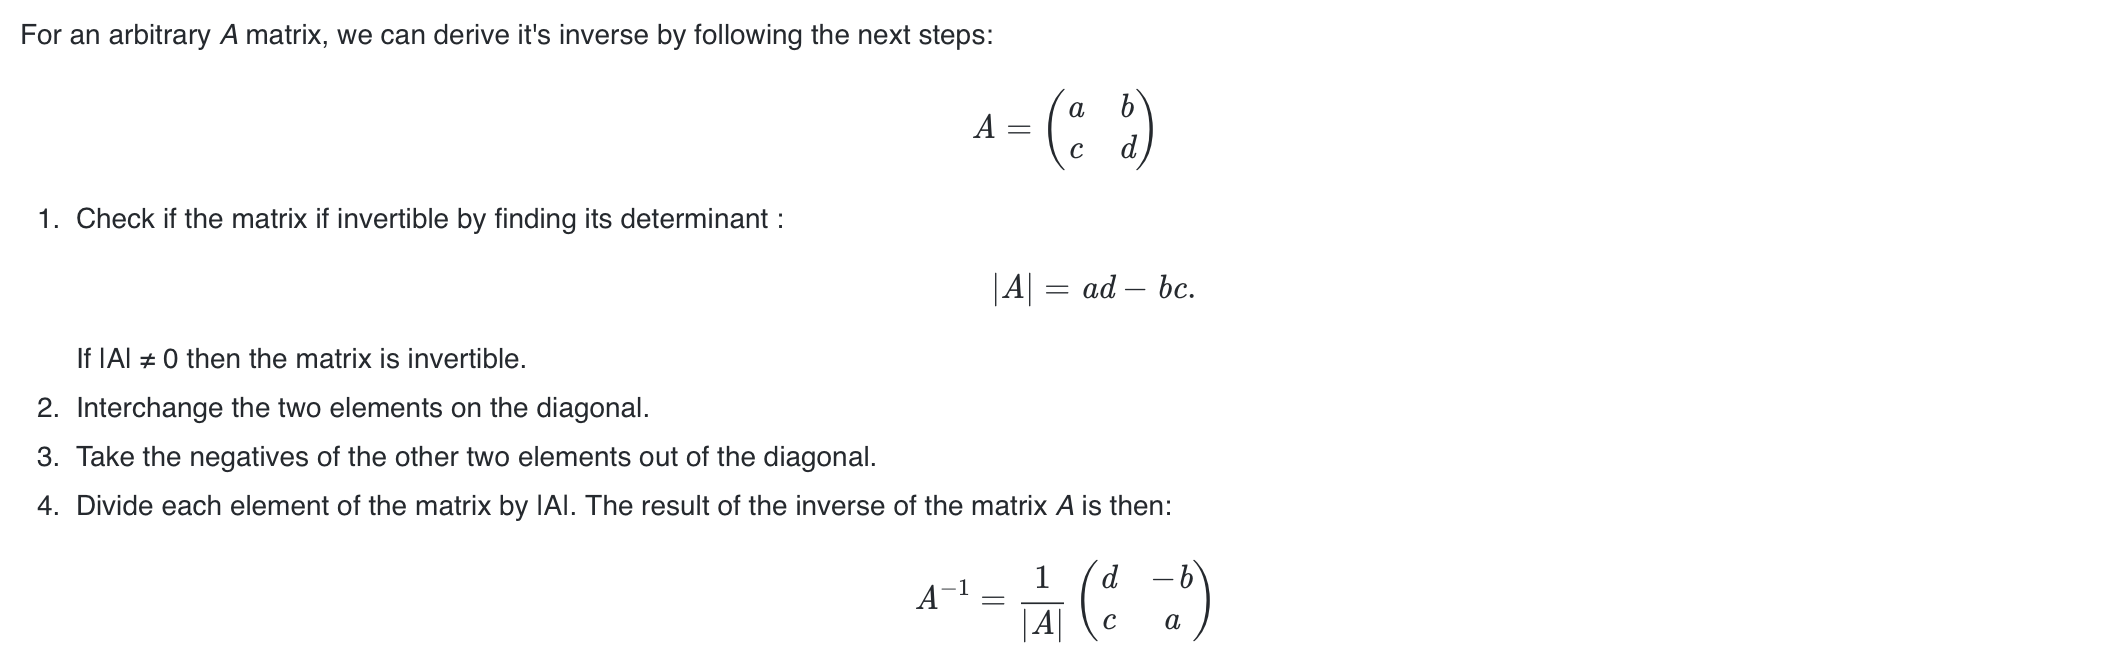 For an arbitrary A matrix, we can derive it's inverse by following the next steps:
A = \begin{pmatrix} a & b \\ c & d \end{pmatrix}
1. Check if the matrix if invertible by finding its determinant :
|A| = ad − bc.
If |A| ≠ 0 then the matrix is invertible.
2. Interchange the two elements on the diagonal.
3. Take the negatives of the other two elements out of the diagonal.
4. Divide each element of the matrix by |A|. The result of the inverse of the matrix A is then:
A^{-1} = \frac{1}{|A|} \begin{pmatrix} d & -b \\ c & a \end{pmatrix}